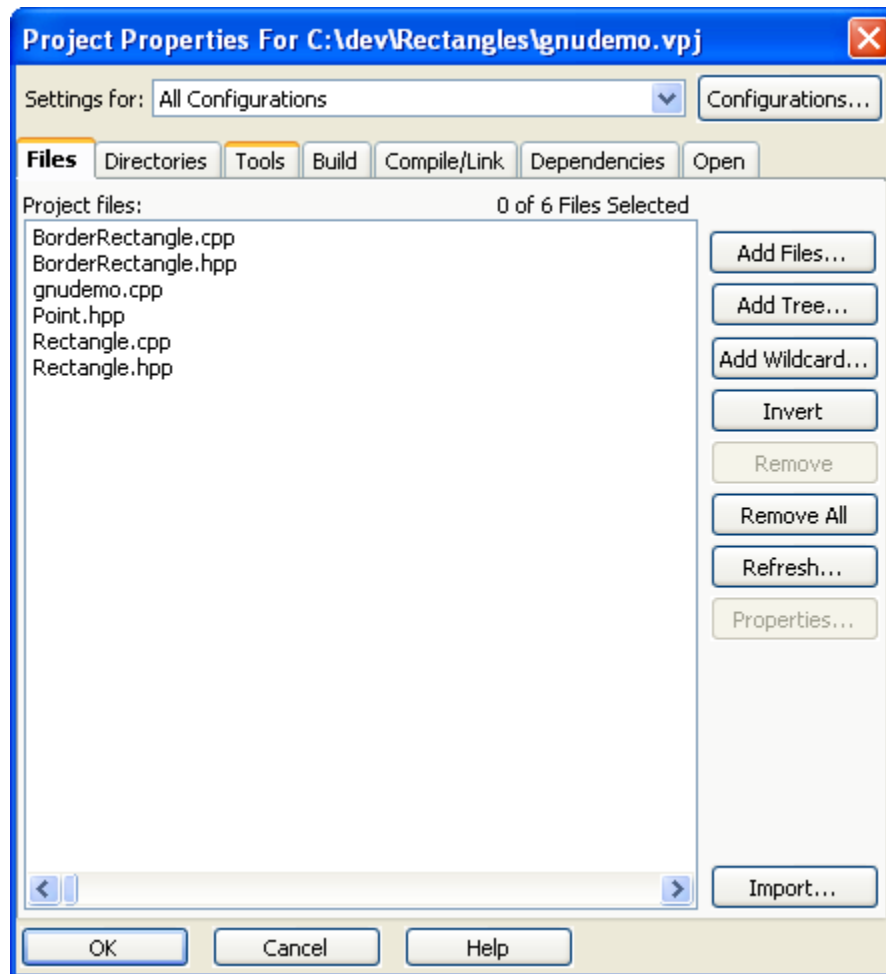 Project Properties For C:\dev\Rectangles\gnudemo.vpj
Settings for: All Configurations Configurations...
Files Directories Tools Build Compile/Link Dependencies Open
Project files: 0 of 6 Files Selected
BorderRectangle.cpp
BorderRectangle.hpp
gnudemo.cpp
Point.hpp
Rectangle.cpp
Rectangle.hpp
Add Files...
Add Tree...
Add Wildcard...
Invert
Remove
Remove All
Refresh...
Properties...
Import...
OK Cancel Help